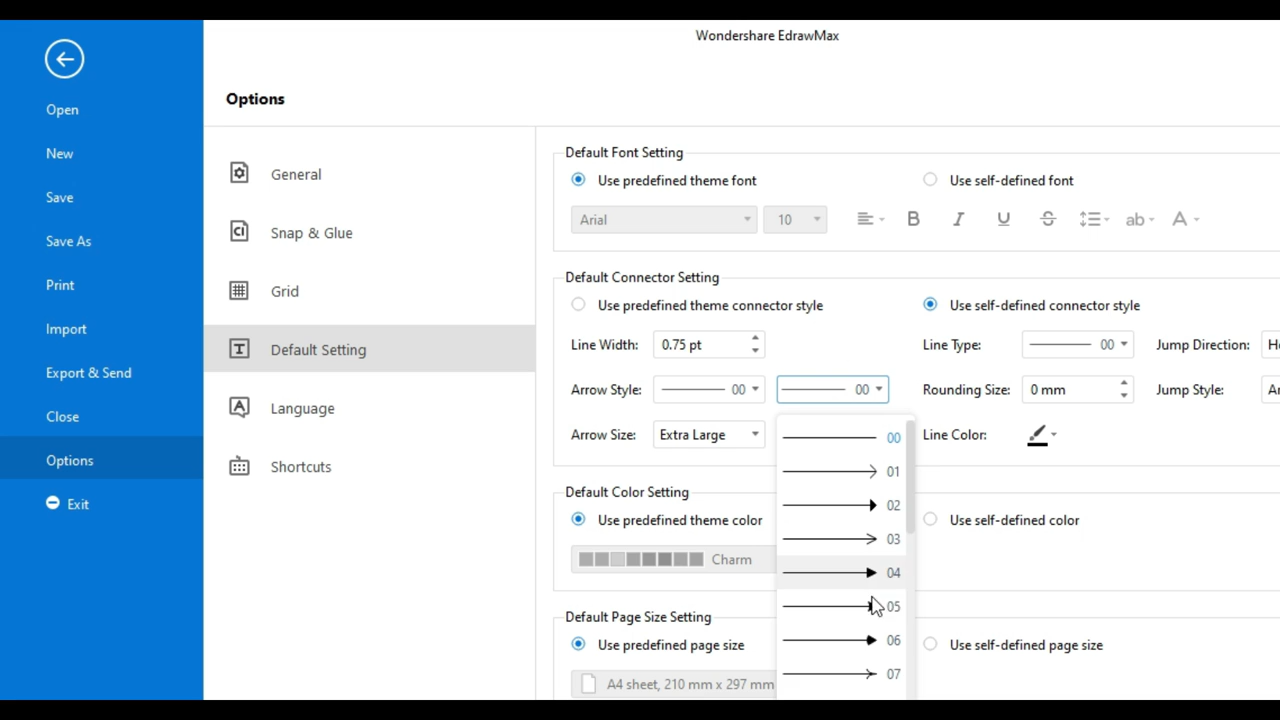 Wondershare EdrawMax
Open
New
Save
Save As
Print
Import
Export & Send
Close
Options
Exit
Options
General
Snap & Glue
Grid
Default Setting
Language
Shortcuts
Default Font Setting
Use predefined theme font
Use self-defined font
Arial 10 B I U S ab A
Default Connector Setting
Use predefined theme connector style
Use self-defined connector style
Line Width: 0.75 pt Line Type: 00 Jump Direction: Ho
Arrow Style: 00 00 Rounding Size: 0 mm Jump Style: Ar
Arrow Size: Extra Large Line Color:
00
01
02
03
04
05
06
07
Default Color Setting
Use predefined theme color
Use self-defined color
Charm
Default Page Size Setting
Use predefined page size
Use self-defined page size
A4 sheet, 210 mm x 297 mm